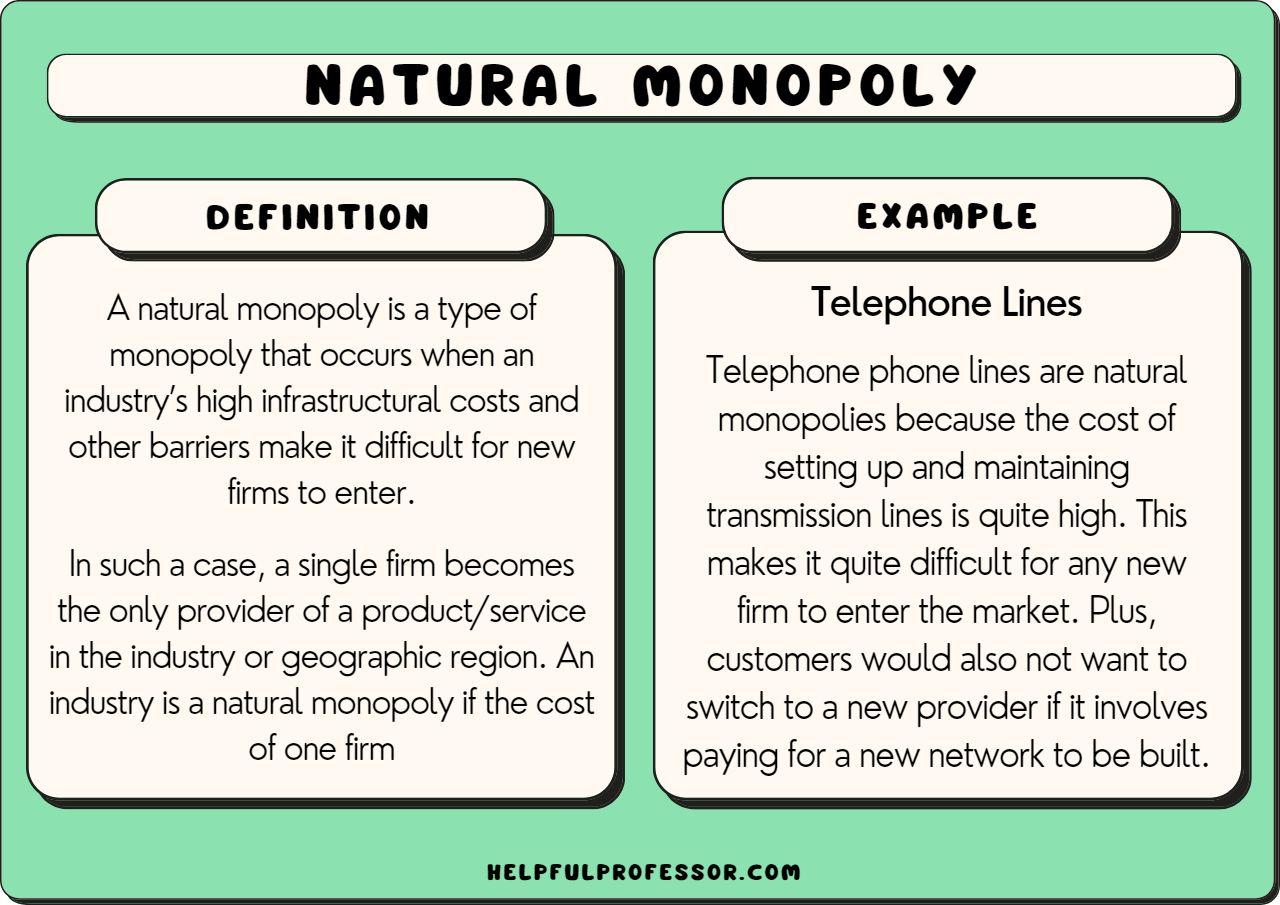 NATURAL MONOPOLY
DEFINITION
A natural monopoly is a type of
monopoly that occurs when an
industry's high infrastructural costs and
other barriers make it difficult for new
firms to enter.
In such a case, a single firm becomes
the only provider of a product/service
in the industry or geographic region. An
industry is a natural monopoly if the cost
of one firm
EXAMPLE
Telephone Lines
Telephone phone lines are natural
monopolies because the cost of
setting up and maintaining
transmission lines is quite high. This
makes it quite difficult for any new
firm to enter the market. Plus,
customers would also not want to
switch to a new provider if it involves
paying for a new network to be built.
HELPFULPROFESSOR.COM